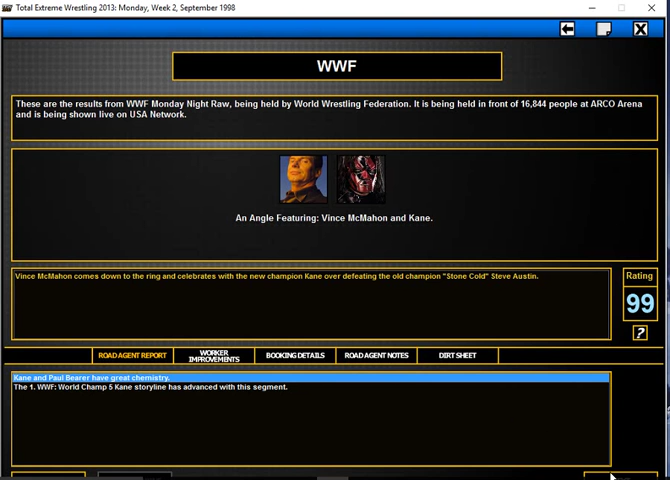 Total Extreme Wrestling 2013: Monday, Week 2, September 1998
WWF
These are the results from WWF Monday Night Raw, being held by World Wrestling Federation. It is being held in front of 16,844 people at ARCO Arena
and is being shown live on USA Network.
An Angle Featuring: Vince McMahon and Kane.
Vince McMahon comes down to the ring and celebrates with the new champion Kane over defeating the old champion "Stone Cold" Steve Austin.
Rating
99
?
ROAD AGENT REPORT
WORKER
IMPROVEMENTS
BOOKING DETAILS
ROAD AGENT NOTES
DIRT SHEET
Kane and Paul Bearer have great chemistry.
The 1. WWF: World Champ 5 Kane storyline has advanced with this segment.